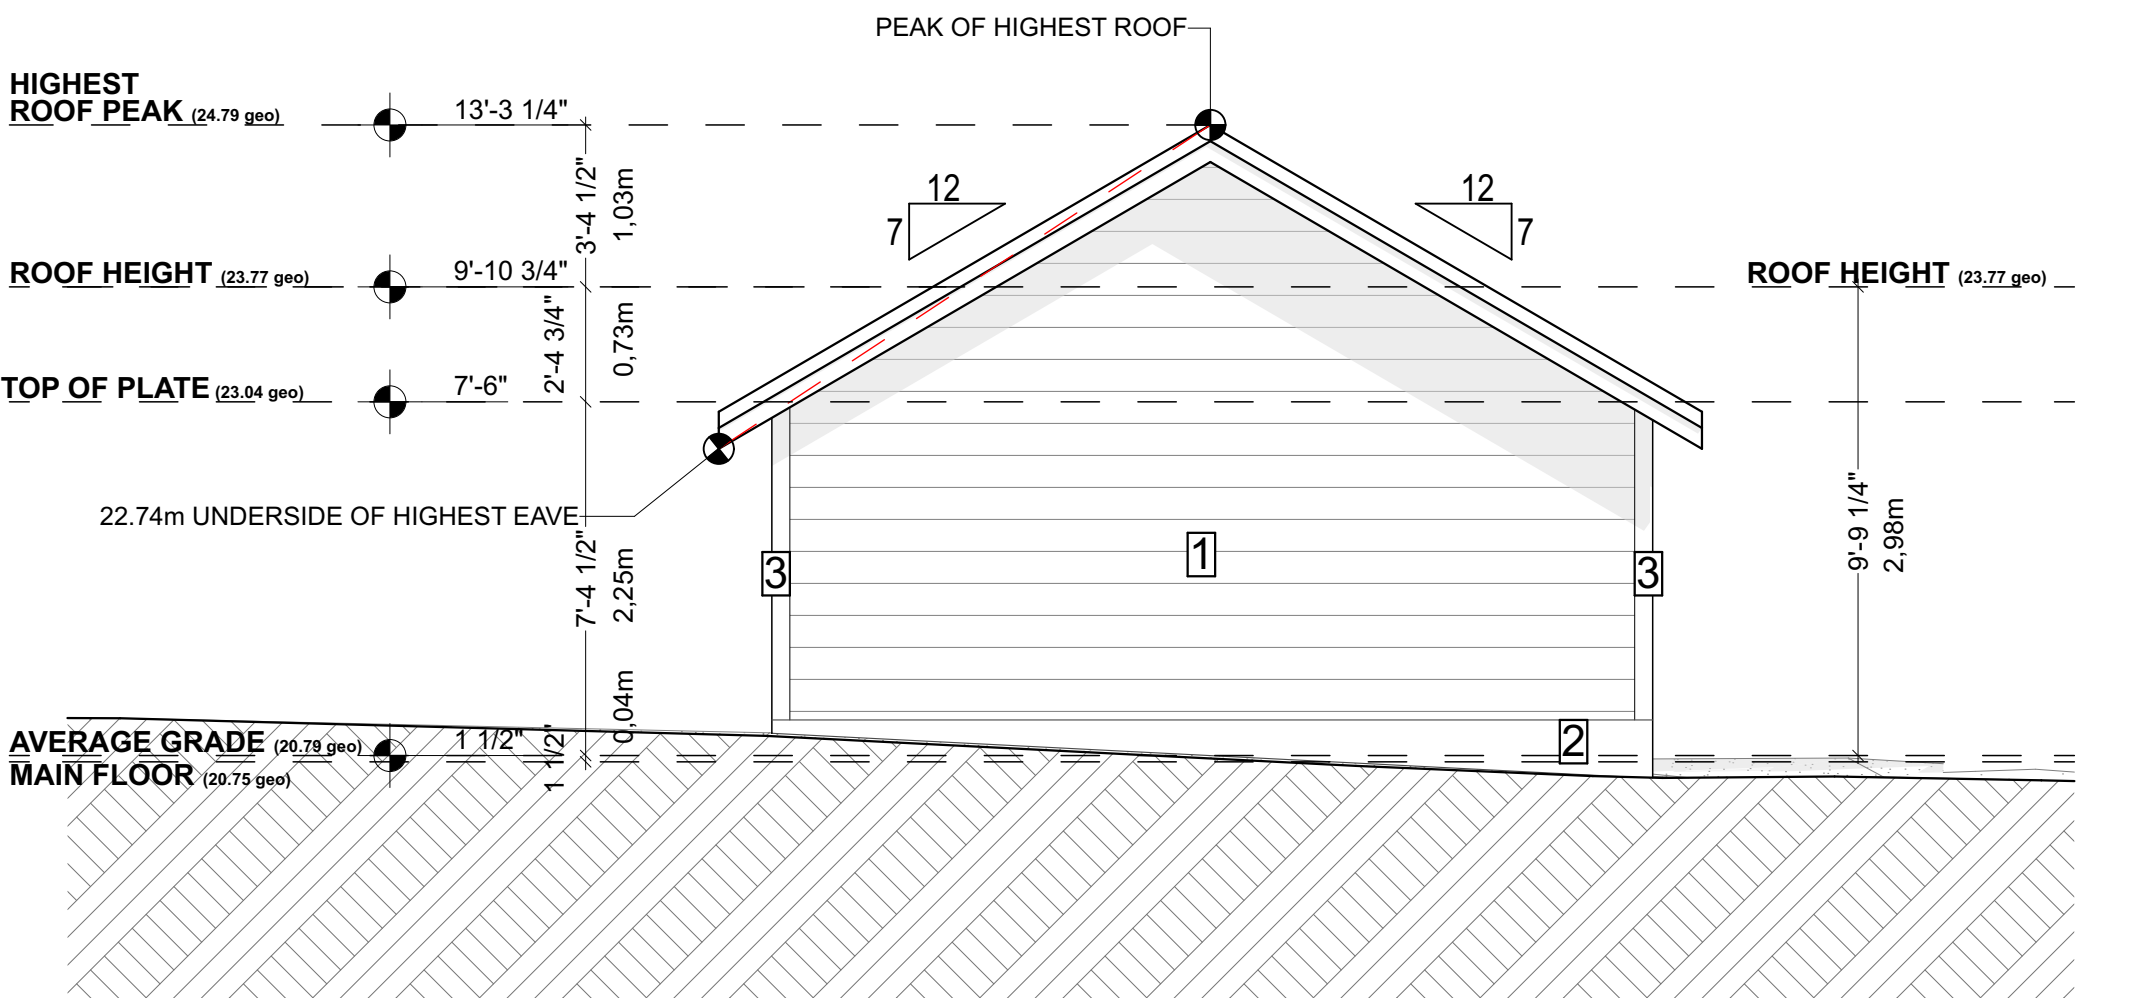 PEAK OF HIGHEST ROOF
HIGHEST
ROOF PEAK (24.79 geo)
13'-3 1/4"
3'-4 1/2"
1,03m
12
7
12
7
ROOF HEIGHT (23.77 geo)
9'-10 3/4"
ROOF HEIGHT (23.77 geo)
2'-4 3/4"
0,73m
TOP OF PLATE (23.04 geo)
7'-6"
22.74m UNDERSIDE OF HIGHEST EAVE
7'-4 1/2"
2,25m
3
1
3
9'-9 1/4"
2,98m
0,04m
AVERAGE GRADE (20.79 geo)
1 1/2"
1 1/2"
2
MAIN FLOOR (20.75 geo)